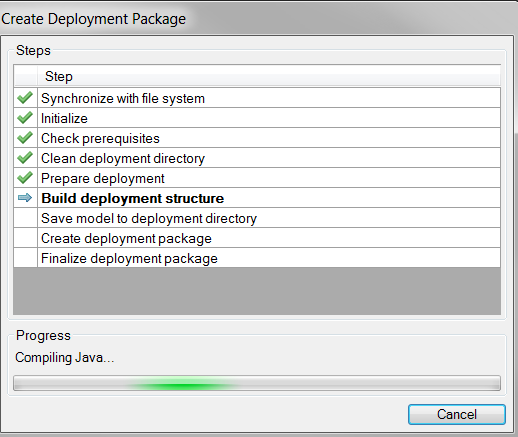 Create Deployment Package
Steps
Step
Synchronize with file system
Initialize
Check prerequisites
Clean deployment directory
Prepare deployment
Build deployment structure
Save model to deployment directory
Create deployment package
Finalize deployment package
Progress
Compiling Java...
Cancel